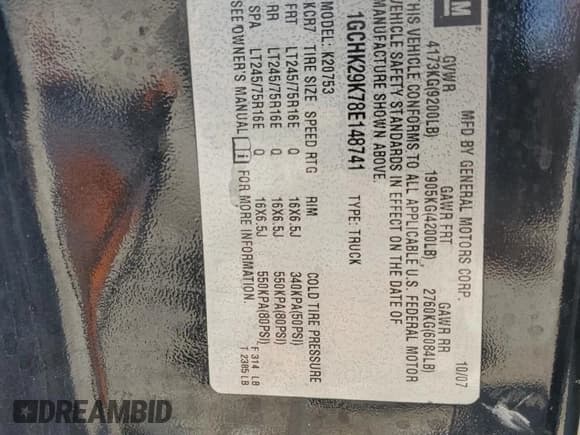 GM
MFD BY GENERAL MOTORS CORP. 10/07
GVWR GAWR FRT GAWR RR
4173KG(9200LB) 1905KG(4200LB) 2760KG(6084LB)
THIS VEHICLE CONFORMS TO ALL APPLICABLE U.S. FEDERAL MOTOR
VEHICLE SAFETY STANDARDS IN EFFECT ON THE DATE OF
MANUFACTURE SHOWN ABOVE.
1GCHK29K78E148741 TYPE: TRUCK
MODEL: K20753
KCR7 TIRE SIZE SPEED RTG RIM COLD TIRE PRESSURE
FRT LT245/75R16E Q 16X6.5J 340KPA(50PSI)
RR LT245/75R16E Q 16X6.5J 550KPA(80PSI)
SPA LT245/75R16E Q 16X6.5J 550KPA(80PSI)
SEE OWNER'S MANUAL i FOR MORE INFORMATION.
F 314 LB
T 2385LB
DREAMBID